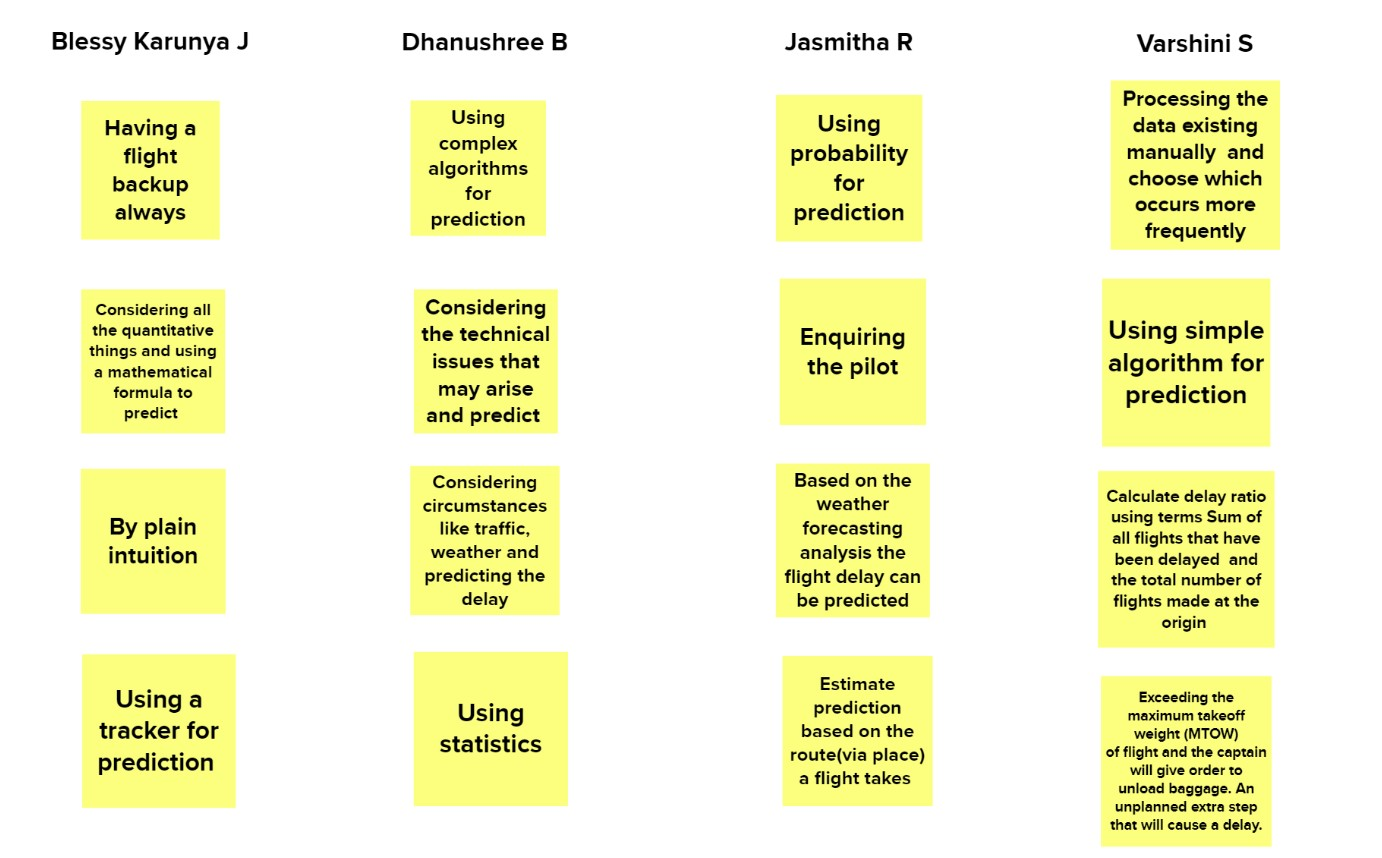 Blessy Karunya J
Having a
flight
backup
always
Considering all
the quantitative
things and using
a mathematical
formula to
predict
By plain
intuition
Using a
tracker for
prediction
Dhanushree B
Using
complex
algorithms
for
prediction
Considering
the technical
issues that
may arise
and predict
Considering
circumstances
like traffic,
weather and
predicting the
delay
Using
statistics
Jasmitha R
Using
probability
for
prediction
Enquiring
the pilot
Based on the
weather
forecasting
analysis the
flight delay can
be predicted
Estimate
prediction
based on the
route(via place)
a flight takes
Varshini S
Processing the
data existing
manually and
choose which
occurs more
frequently
Using simple
algorithm for
prediction
Calculate delay ratio
using terms Sum of
all flights that have
been delayed and
the total number of
flights made at the
origin
Exceeding the
maximum takeoff
weight (MTOW)
of flight and the captain
will give order to
unload baggage. An
unplanned extra step
that will cause a delay.